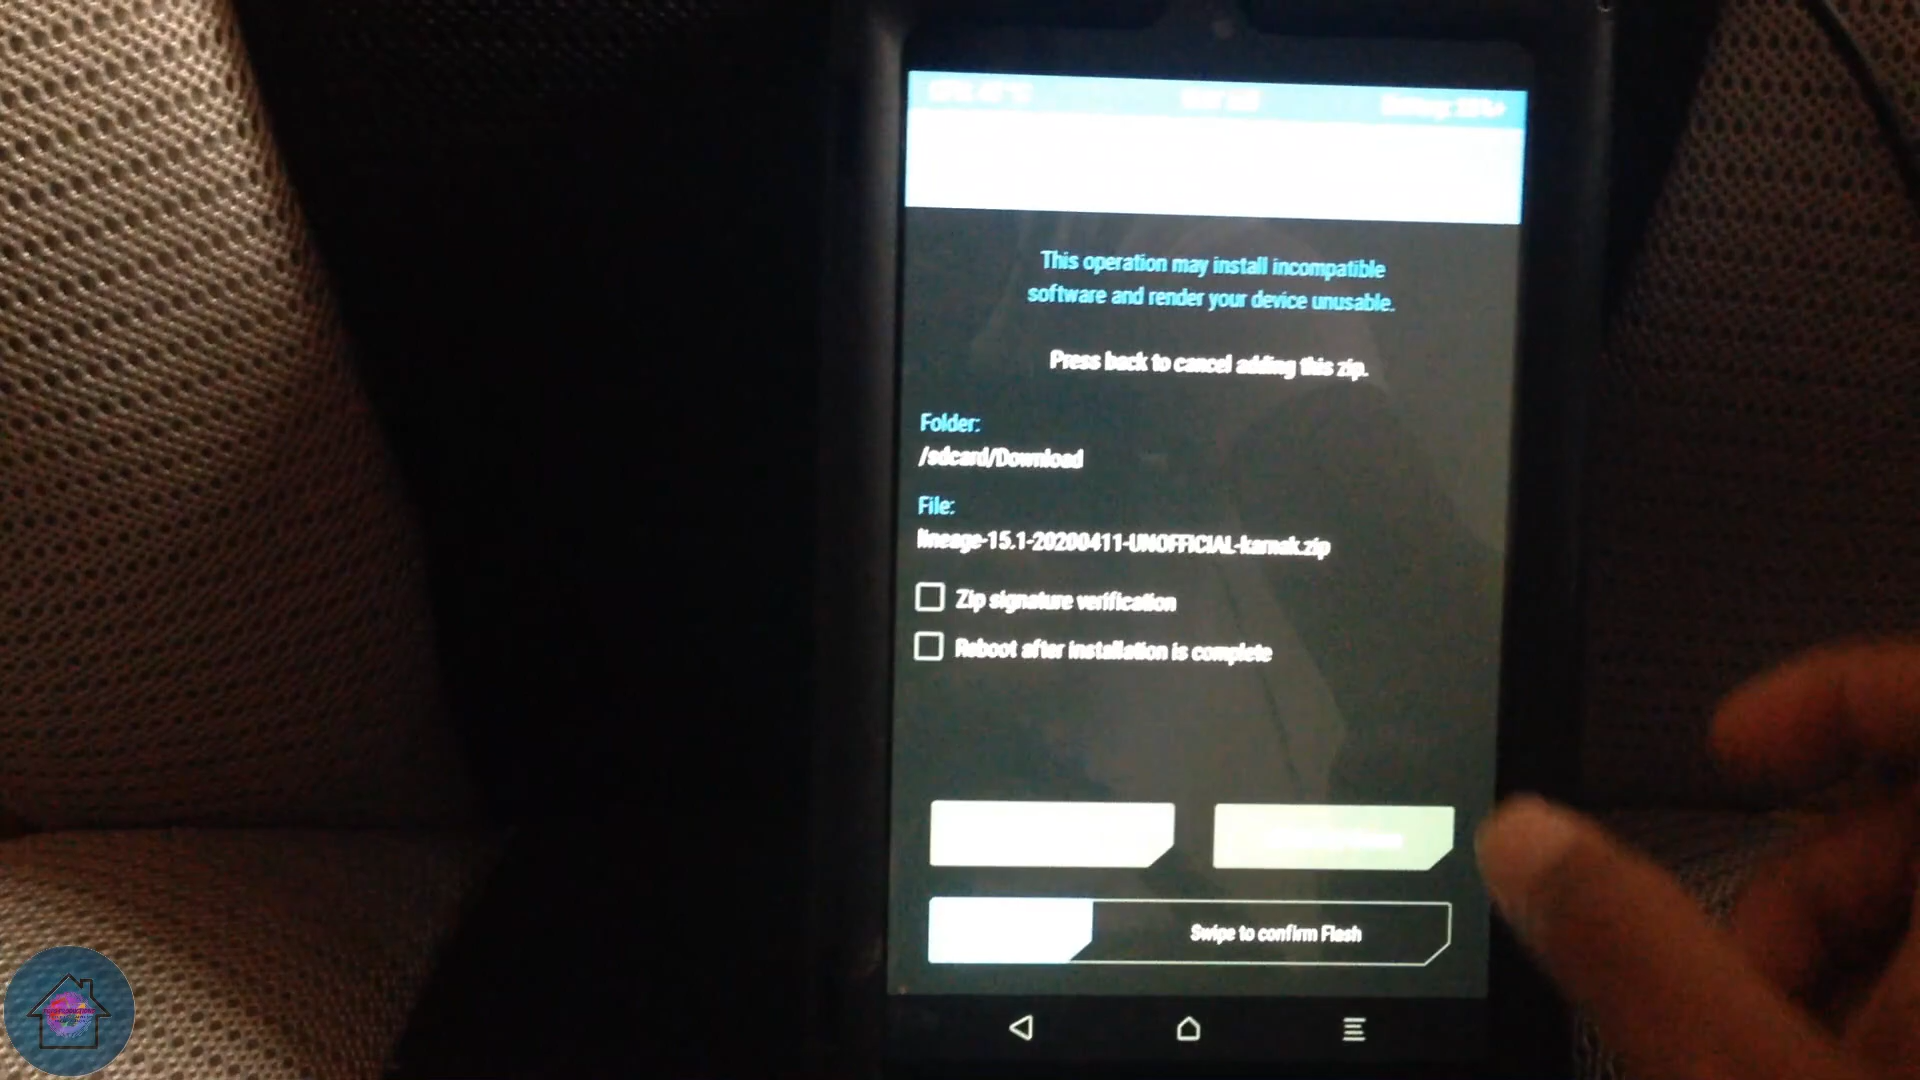 This operation may install incompatible
software and render your device unusable.
Press back to cancel adding this zip.
Folder:
/sdcard/Download
File:
lineage-15.1-20200411-UNOFFICIAL-karnak.zip
Zip signature verification
Reboot after installation is complete
Swipe to confirm Flash